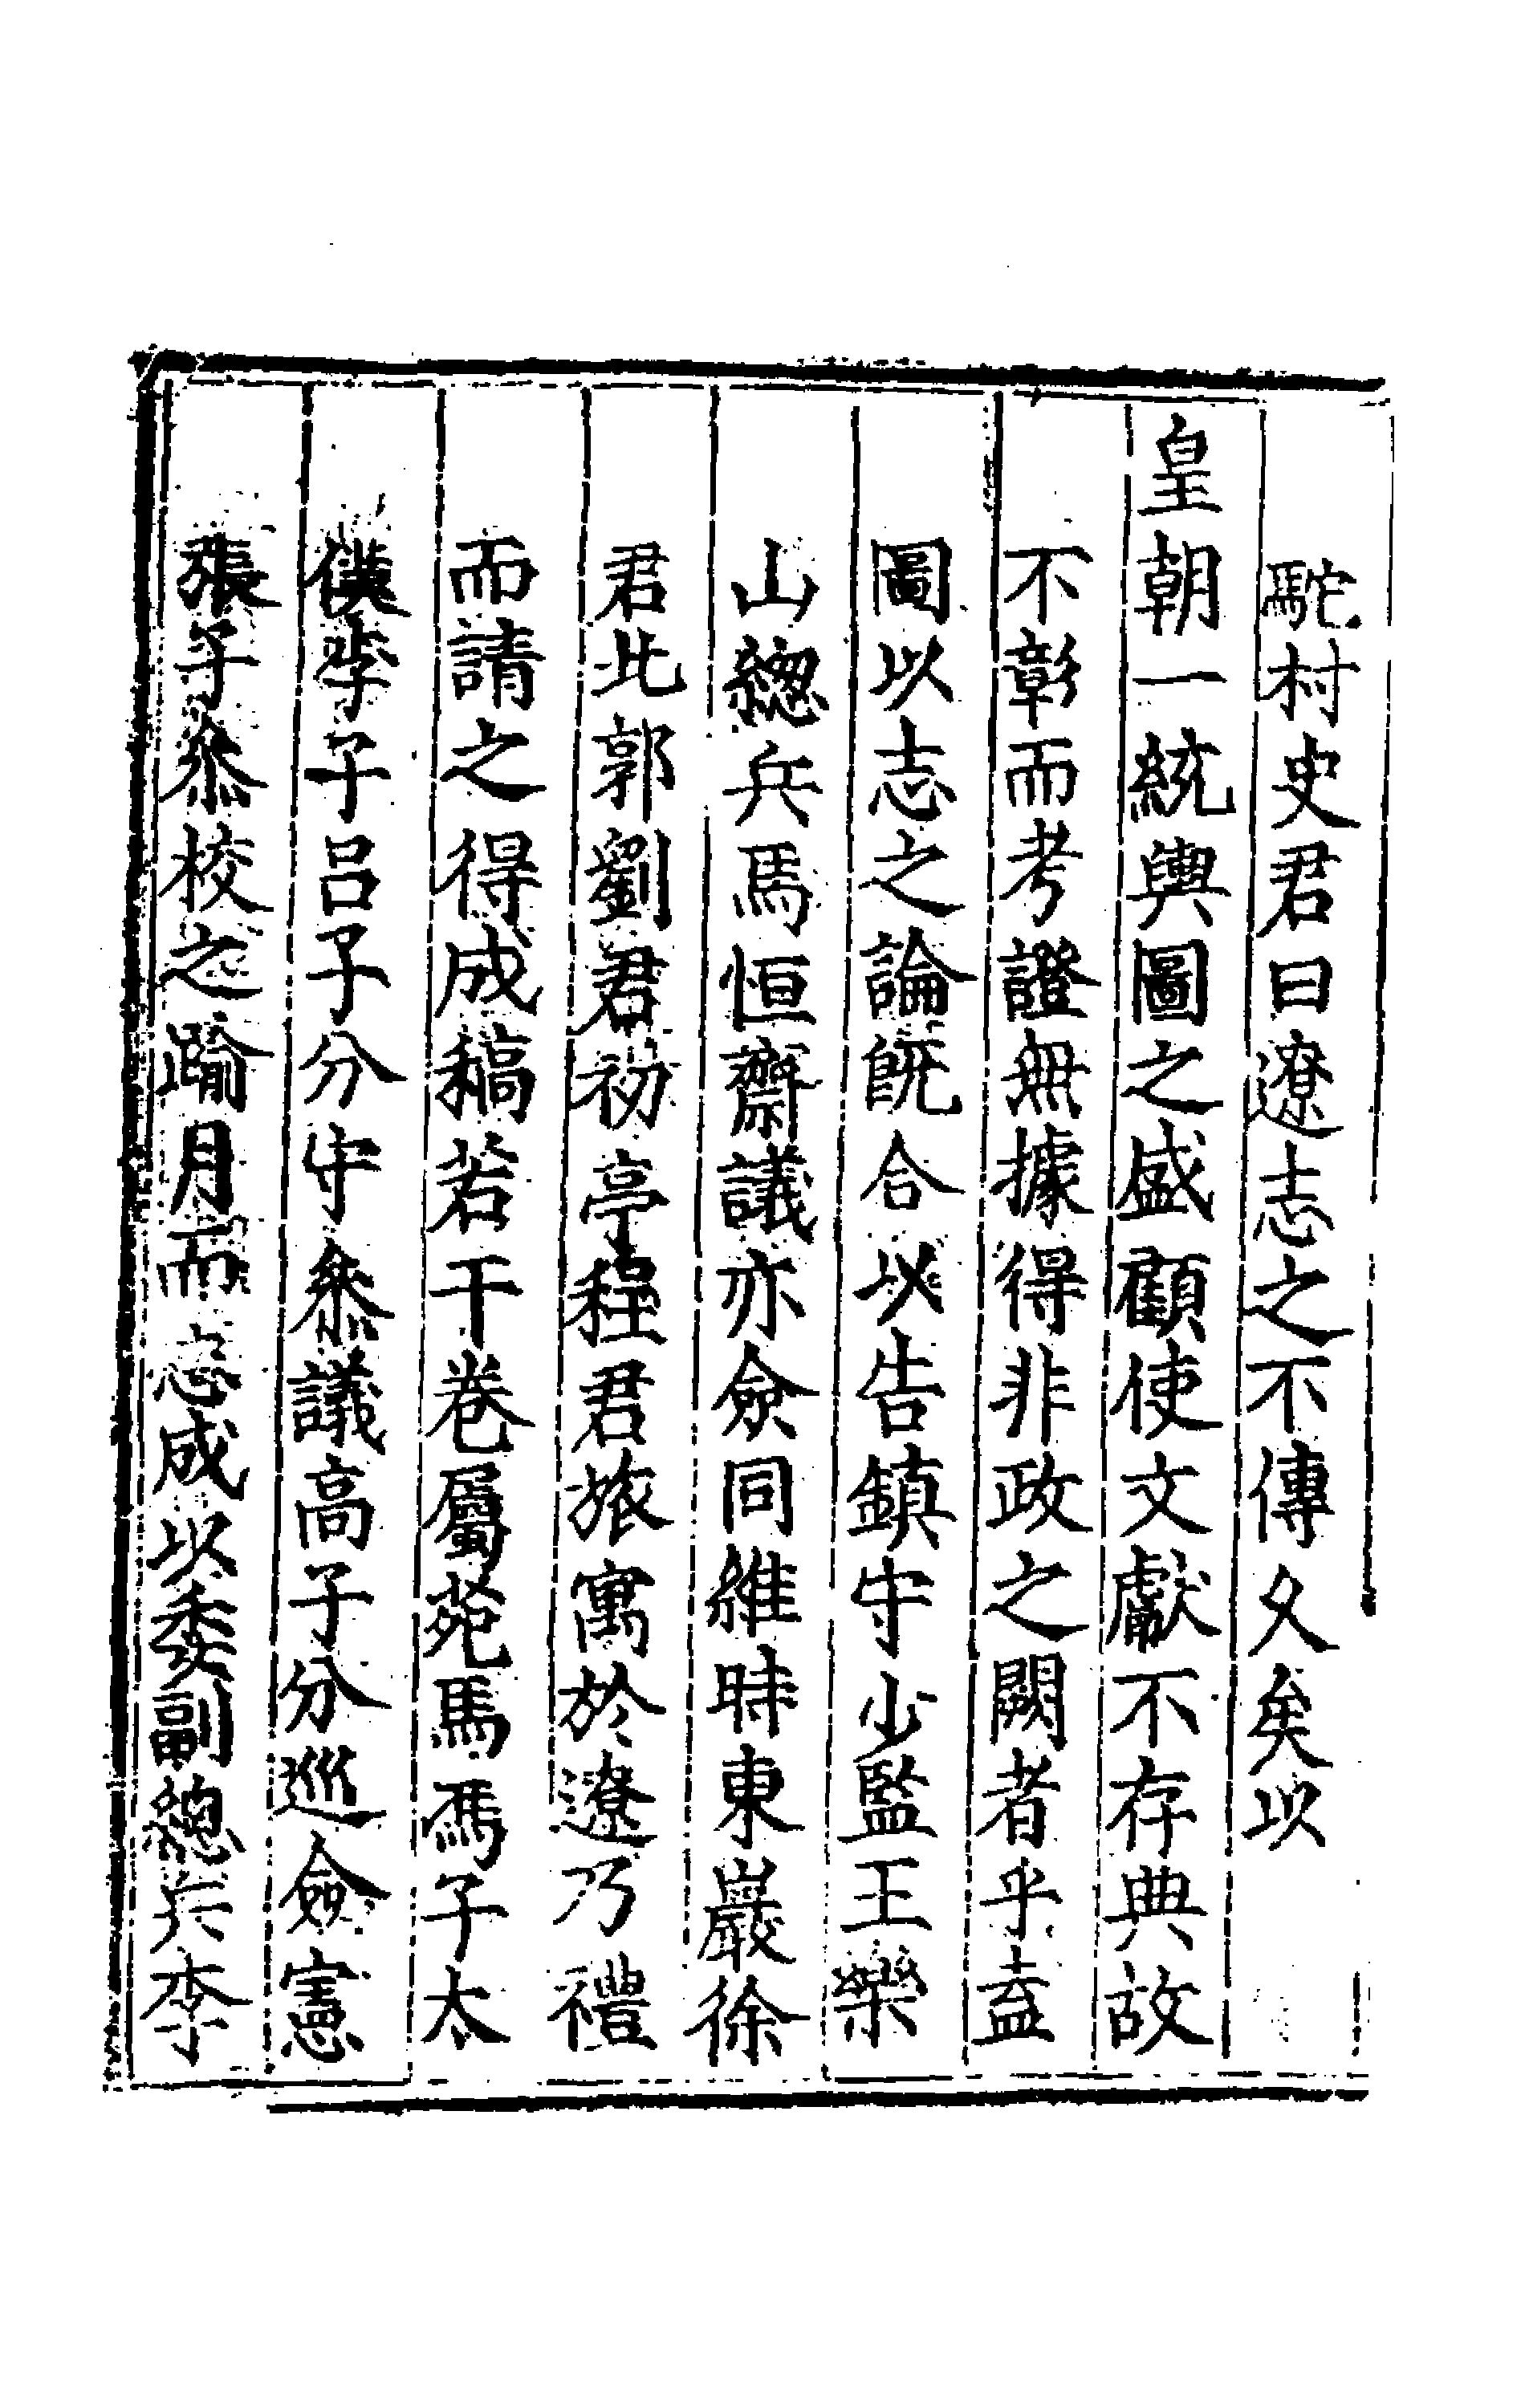 駝村史君曰遼志之不傳久矣以
皇朝一統輿圖之盛顧使文獻不存典故
不彰而考證無據得非政之闕者乎盍
圖以志之論旣合以告鎮守少監王樂
山總兵馬恒齋議亦僉同維時東巖徐
君北郭劉君初亭程君旅寓於遼乃禮
而請之得成稿若干卷屬苑馬馮子太
僕李子呂子分守叅議高子分巡僉憲
張子叅校之踰月而志成以委副總兵李